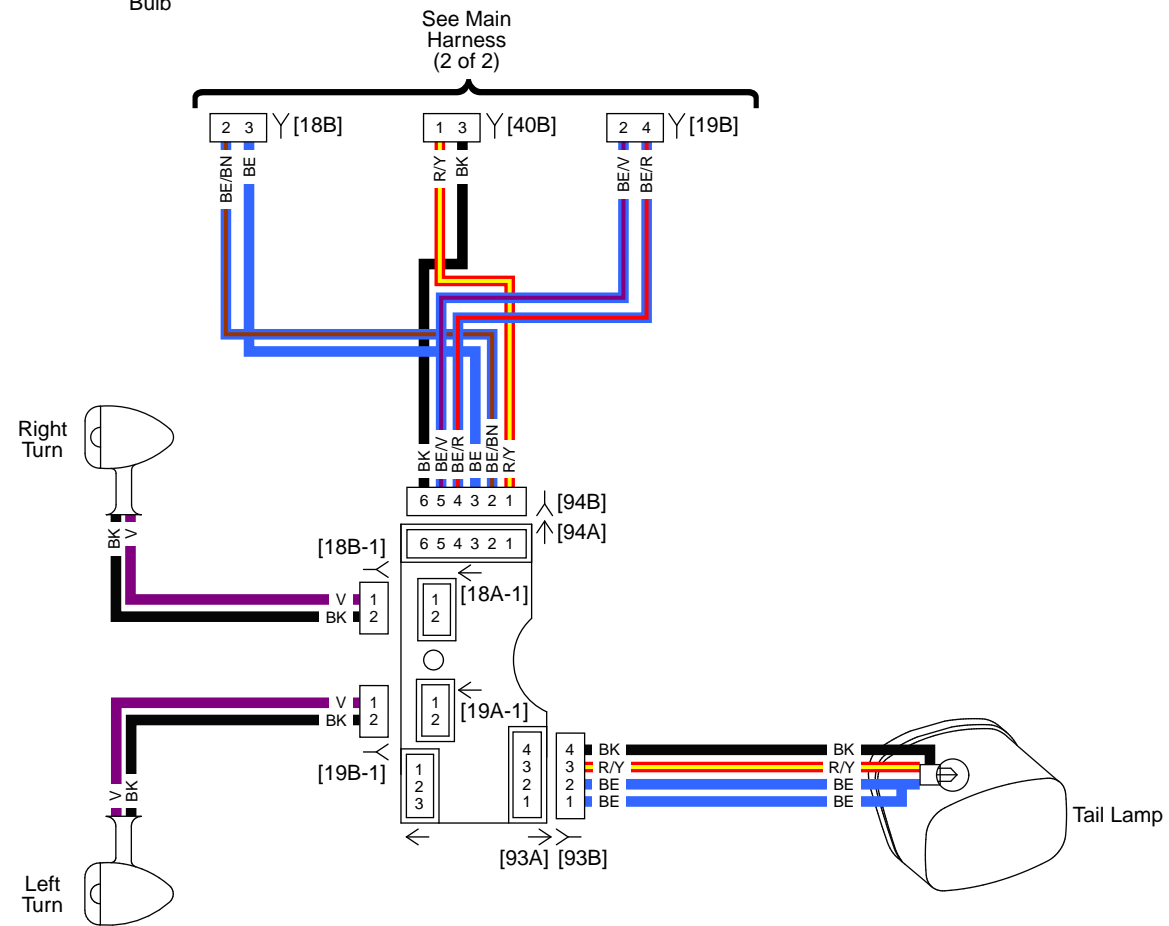 Bulb
See Main
Harness
(2 of 2)
2 3 [18B]
1 3 [40B]
2 4 [19B]
BE/BN BE
R/Y BK
BE/V BE/R
Right
Turn
BK BE/V BE/R BE BE/BN R/Y
6 5 4 3 2 1 [94B]
6 5 4 3 2 1 [94A]
BK V
[18B-1]
[18A-1]
V 1
BK 2
1
2
[19A-1]
V 1
BK 2
1
2
[19B-1]
V BK
1
2
3
4
3
2
1
4 BK BK
3 R/Y R/Y
2 BE BE
1 BE BE
Tail Lamp
[93A] [93B]
Left
Turn